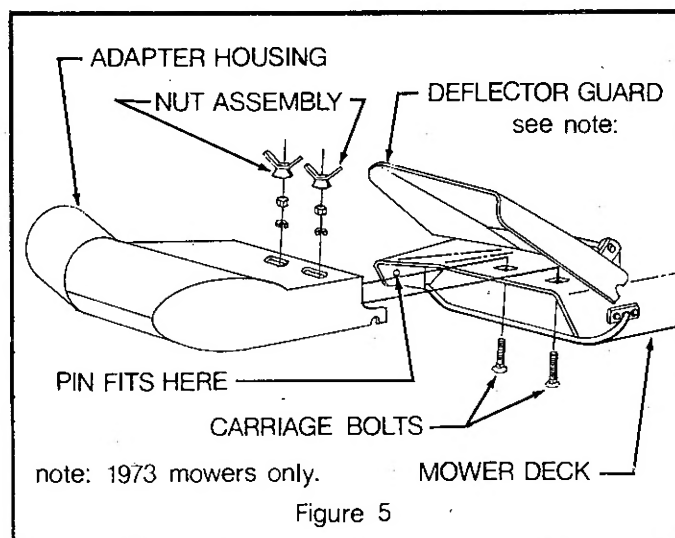 ADAPTER HOUSING
NUT ASSEMBLY
DEFLECTOR GUARD
see note:
PIN FITS HERE
CARRIAGE BOLTS
note: 1973 mowers only.
MOWER DECK
Figure 5